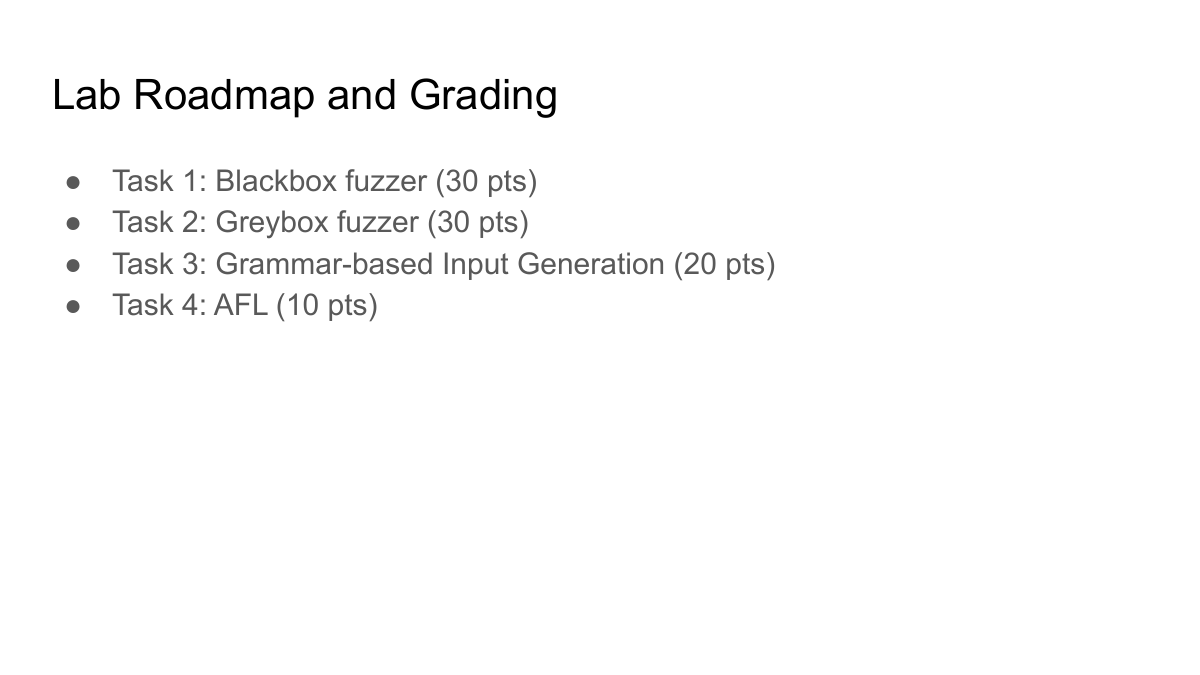 Lab Roadmap and Grading
● Task 1: Blackbox fuzzer (30 pts)
● Task 2: Greybox fuzzer (30 pts)
● Task 3: Grammar-based Input Generation (20 pts)
● Task 4: AFL (10 pts)